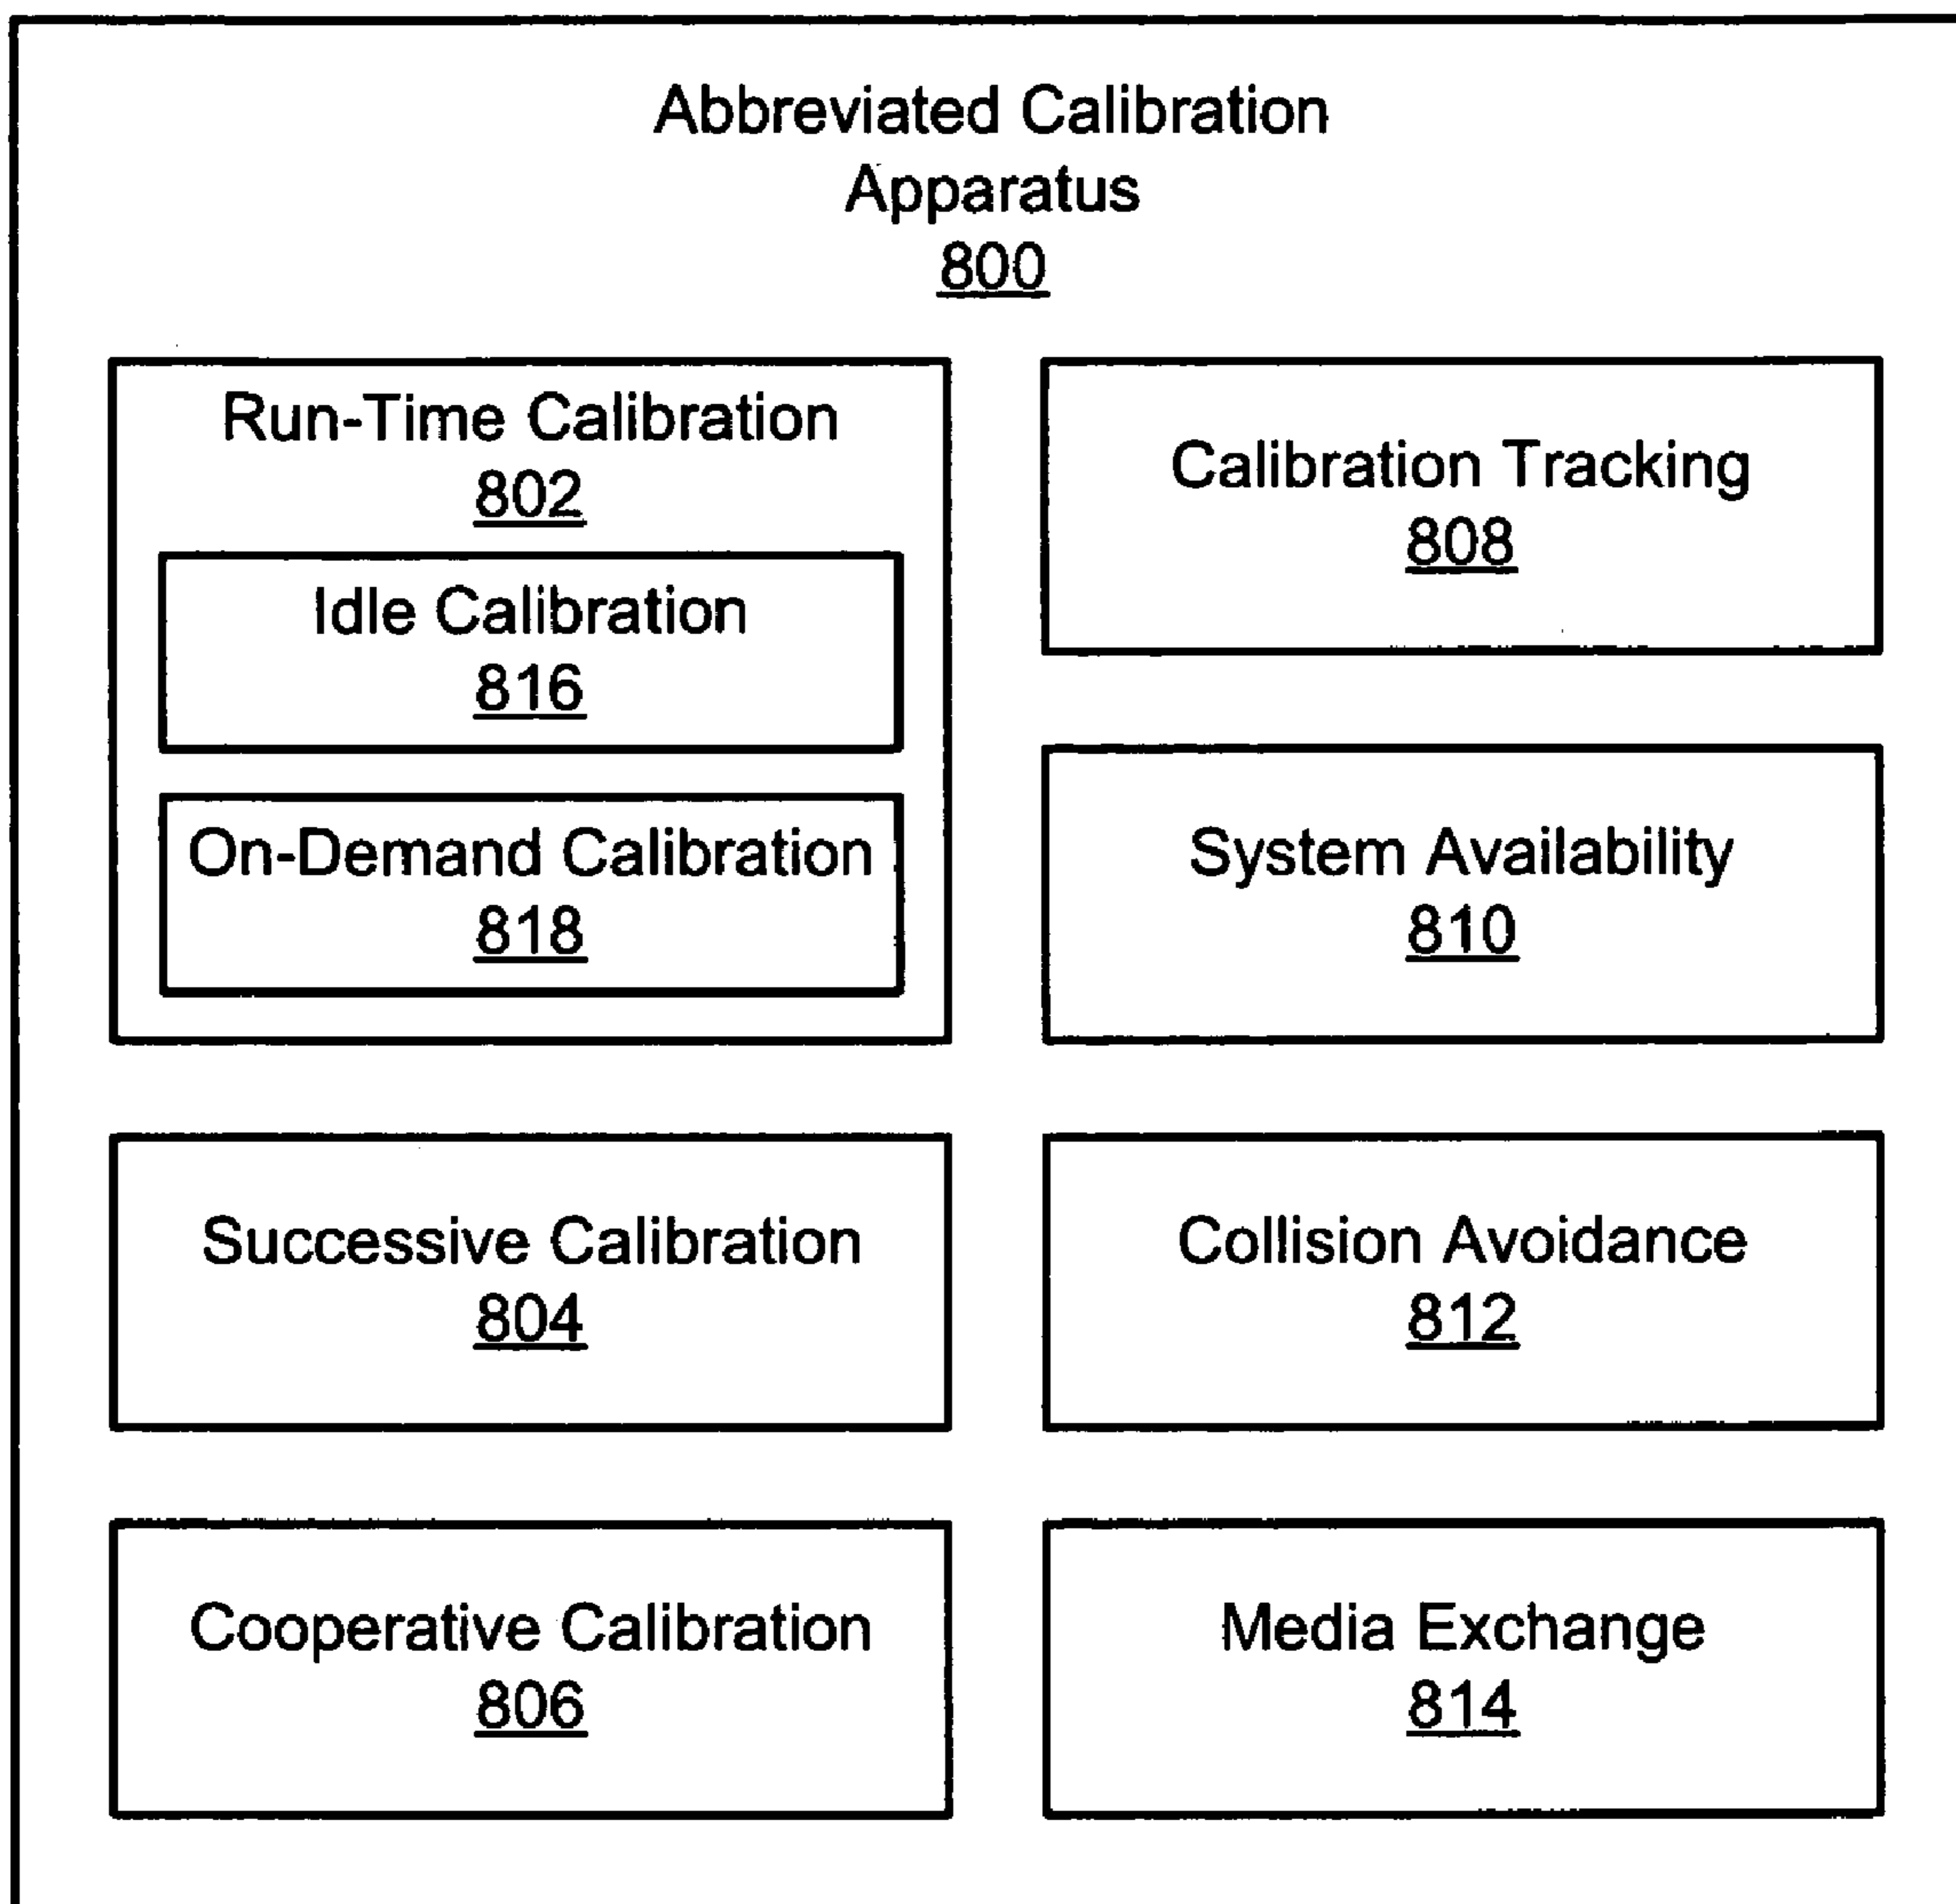 Abbreviated Calibration
Apparatus
800
Run-Time Calibration
802
Idle Calibration
816
On-Demand Calibration
818
Successive Calibration
804
Cooperative Calibration
806
Calibration Tracking
808
System Availability
810
Collision Avoidance
812
Media Exchange
814